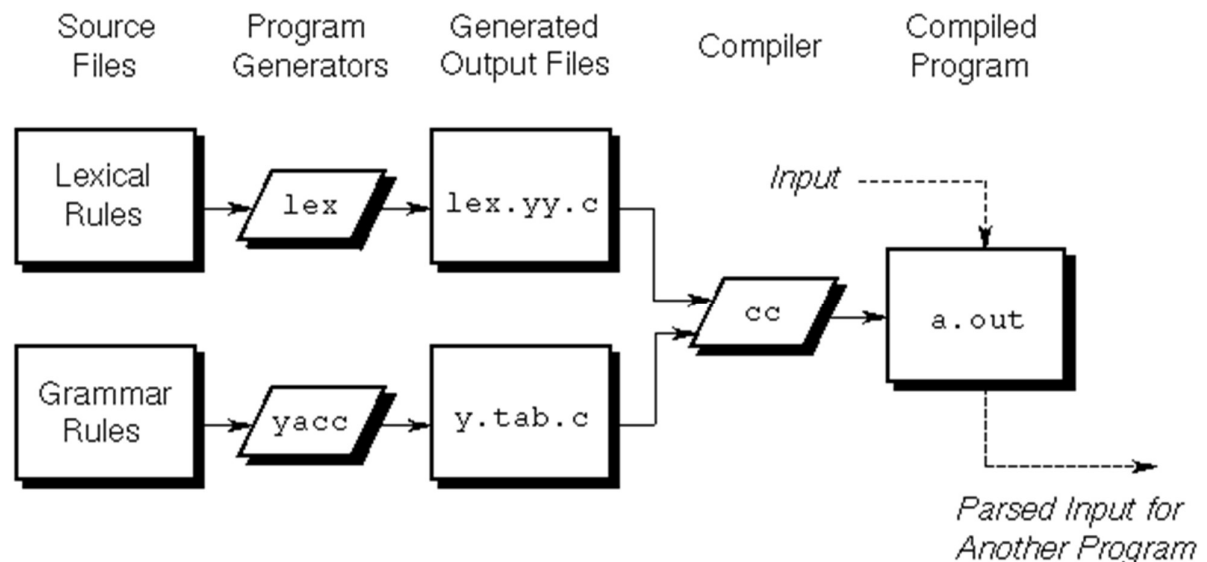 Source
Files
Program
Generators
Generated
Output Files
Compiler
Compiled
Program
Lexical
Rules
lex
lex.yy.c
Input
cc
a.out
Grammar
Rules
yacc
y.tab.c
Parsed Input for
Another Program